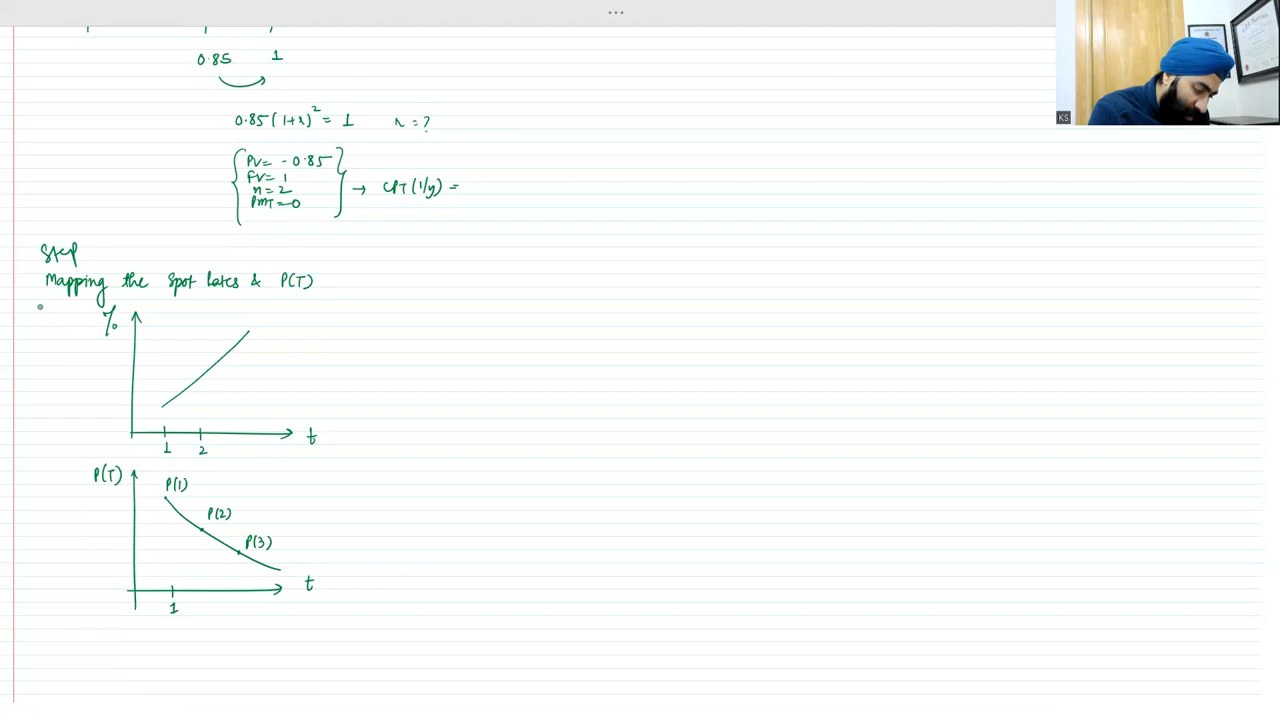 0.85 1
0.85(1+r)² = 1 r = ?
PV = -0.85
FV = 1
n = 2
PMT = 0
→ CPT (I/y) =
Step
Mapping the Spot Rates & P(T)
%
1 2 t
P(T)
P(1)
P(2)
P(3)
t
1
KS